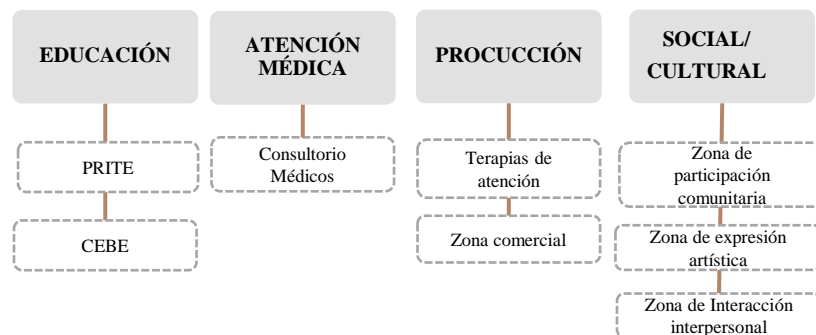 EDUCACIÓN
PRITE
CEBE
ATENCIÓN
MÉDICA
Consultorio
Médicos
PROCUCCIÓN
Terapias de
atención
Zona comercial
SOCIAL/
CULTURAL
Zona de
participación
comunitaria
Zona de expresión
artística
Zona de Interacción
interpersonal